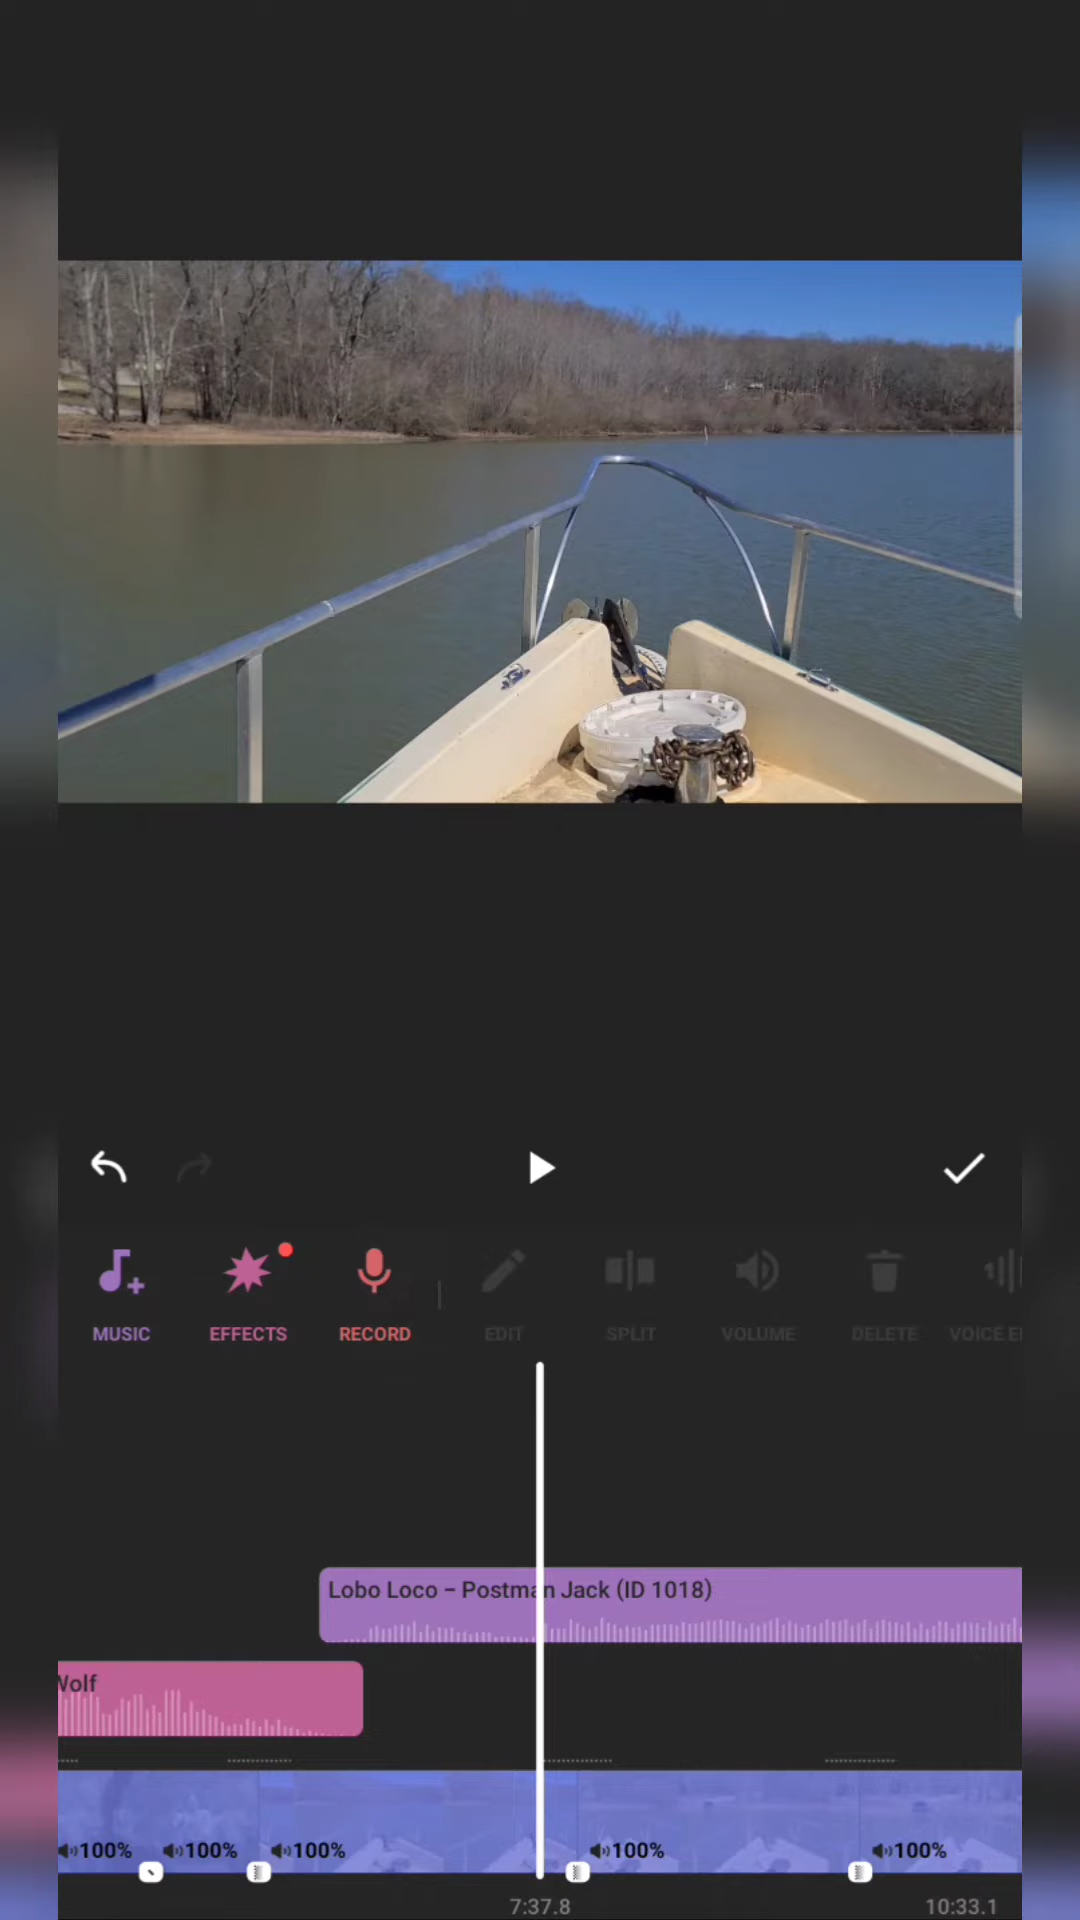 MUSIC EFFECTS RECORD EDIT SPLIT VOLUME DELETE VOICE
Lobo Loco – Postman Jack (ID 1018)
Wolf
100% 100% 100% 100% 100%
7:37.8 10:33.1